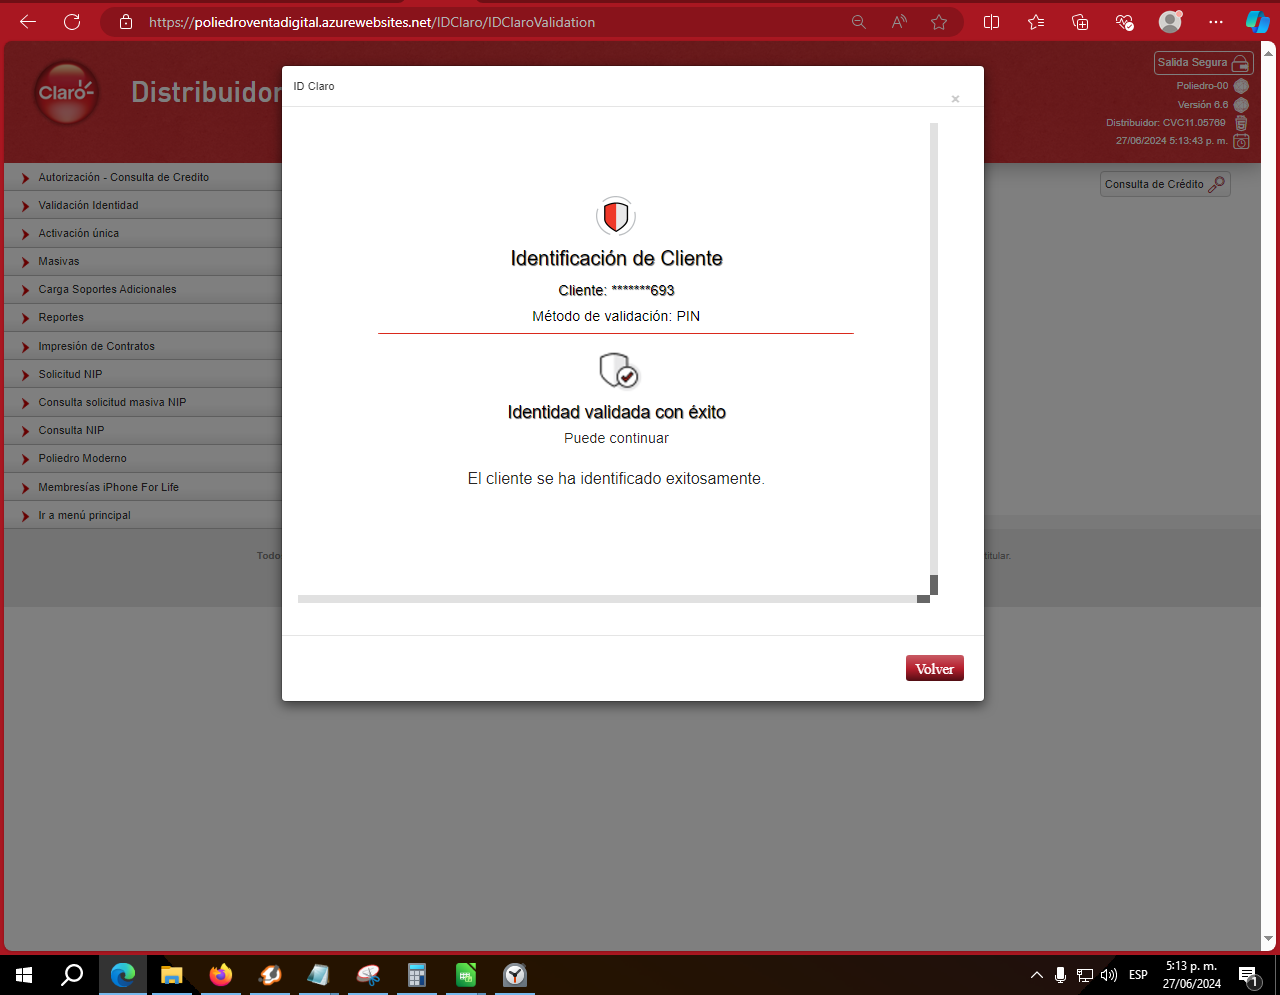 https://poliedroventadigital.azurewebsites.net/IDClaro/IDClaroValidation
Claro
Distribuidor
Salida Segura
Poliedro-00
Versión 6.6
Distribuidor: CVC11.05769
27/06/2024 5:13:43 p. m.
Consulta de Crédito
Autorización - Consulta de Credito
Validación Identidad
Activación única
Masivas
Carga Soportes Adicionales
Reportes
Impresión de Contratos
Solicitud NIP
Consulta solicitud masiva NIP
Consulta NIP
Poliedro Moderno
Membresías iPhone For Life
Ir a menú principal
ID Claro
×
Identificación de Cliente
Cliente: *******693
Método de validación: PIN
Identidad validada con éxito
Puede continuar
El cliente se ha identificado exitosamente.
Volver
Todo
titular.
ESP
5:13 p. m.
27/06/2024
1